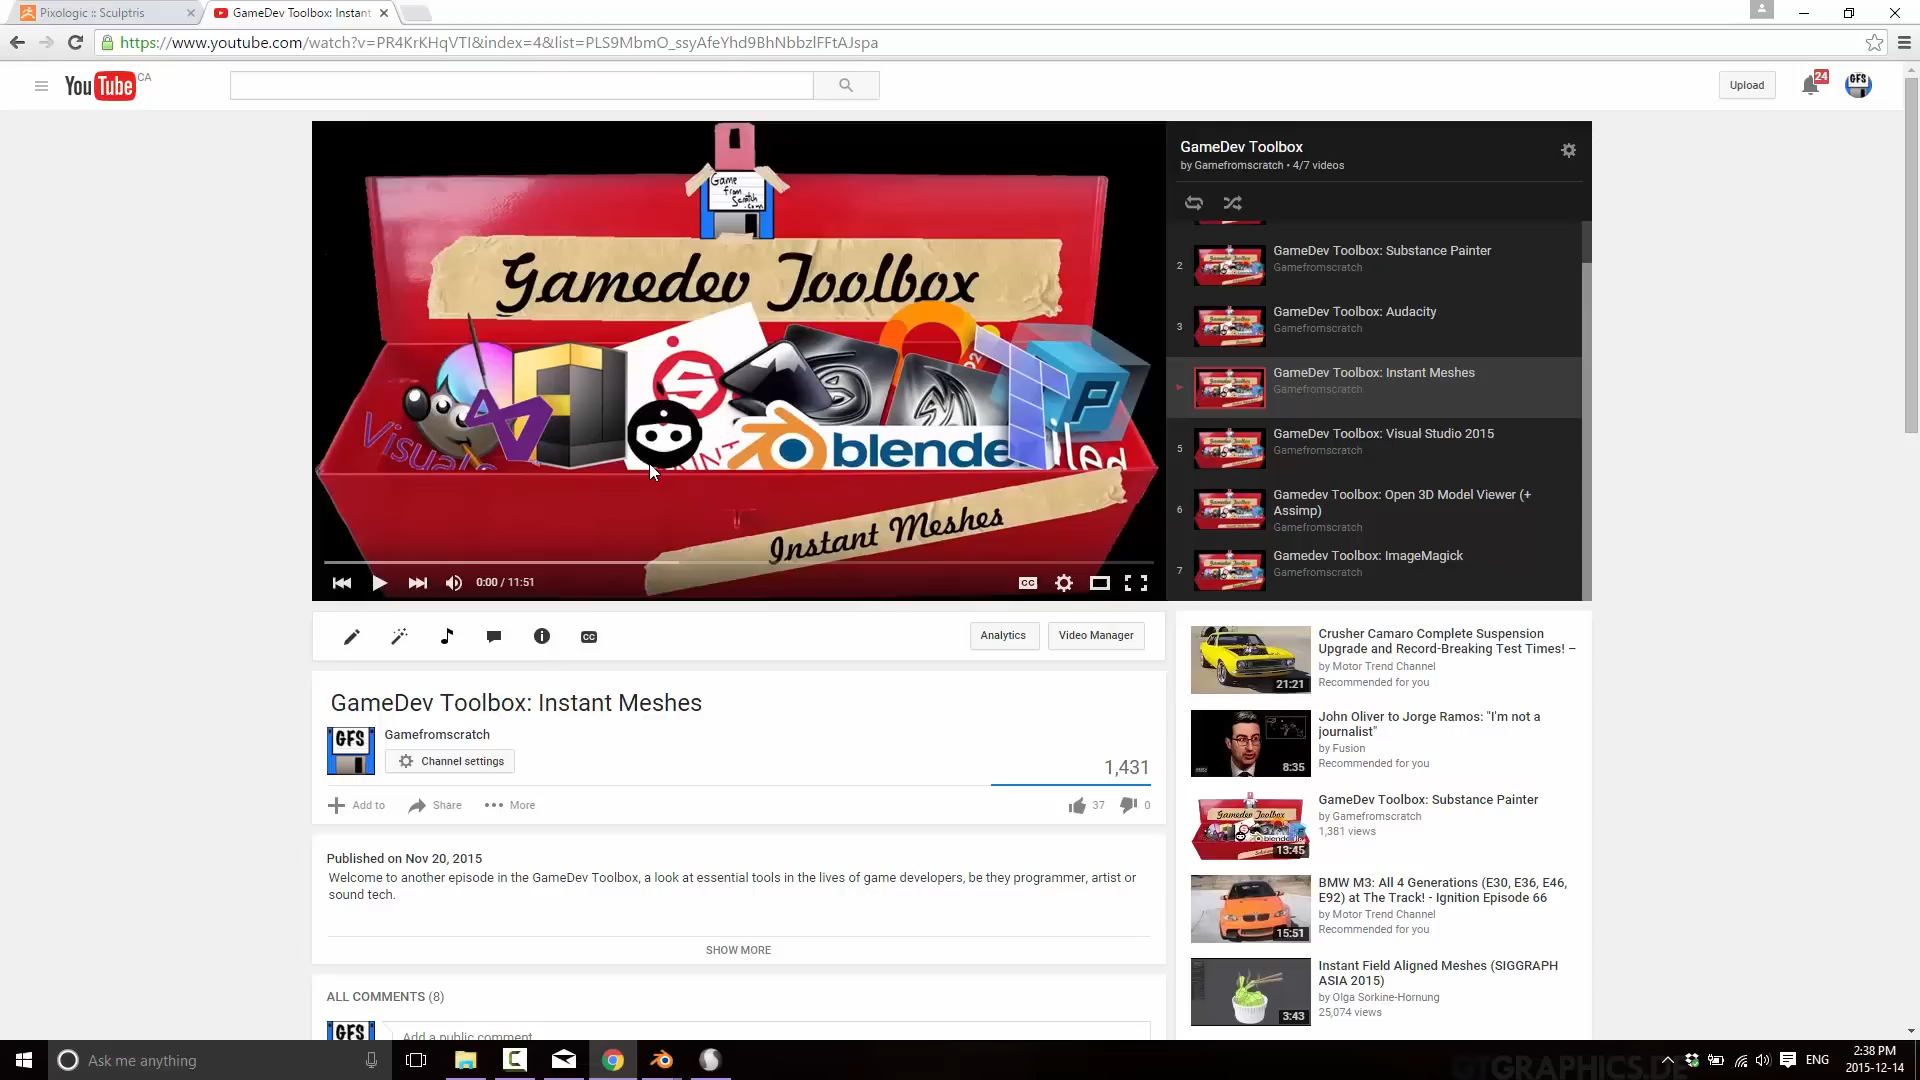 Pixologic :: Sculptris
GameDev Toolbox: Instant
https://www.youtube.com/watch?v=PR4KrKHqVTI&index=4&list=PLS9MbmO_ssyAfeYhd9BhNbbzlFFtAJspa
YouTube CA
Upload
24
GFS
Game
from
Scratch
.com
Gamedev Toolbox
blende
Instant Meshes
0:00 / 11:51
CC
GameDev Toolbox
by Gamefromscratch • 4/7 videos
2
GameDev Toolbox: Substance Painter
Gamefromscratch
3
GameDev Toolbox: Audacity
Gamefromscratch
GameDev Toolbox: Instant Meshes
Gamefromscratch
5
GameDev Toolbox: Visual Studio 2015
Gamefromscratch
6
Gamedev Toolbox: Open 3D Model Viewer (+
Assimp)
Gamefromscratch
7
Gamedev Toolbox: ImageMagick
Gamefromscratch
CC
Analytics
Video Manager
GameDev Toolbox: Instant Meshes
GFS
Gamefromscratch
Channel settings
1,431
Add to
Share
More
37
0
Published on Nov 20, 2015
Welcome to another episode in the GameDev Toolbox, a look at essential tools in the lives of game developers, be they programmer, artist or
sound tech.
SHOW MORE
ALL COMMENTS (8)
GFS
Add a public comment
Crusher Camaro Complete Suspension
Upgrade and Record-Breaking Test Times! –
by Motor Trend Channel
Recommended for you
21:21
John Oliver to Jorge Ramos: "I'm not a
journalist"
by Fusion
Recommended for you
8:35
GameDev Toolbox: Substance Painter
by Gamefromscratch
1,381 views
13:45
BMW M3: All 4 Generations (E30, E36, E46,
E92) at The Track! - Ignition Episode 66
by Motor Trend Channel
Recommended for you
15:51
Instant Field Aligned Meshes (SIGGRAPH
ASIA 2015)
by Olga Sorkine-Hornung
25,074 views
3:43
Ask me anything
ENG
2:38 PM
2015-12-14